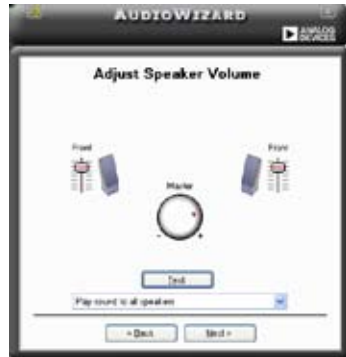 AUDIOWIZARD
ANALOG
DEVICES
Adjust Speaker Volume
Front
Front
Master
- +
Test
Play sound to all speakers
< Back
Next >